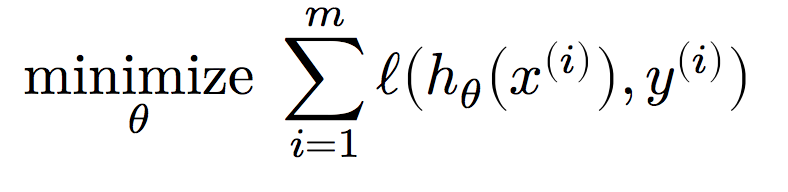 minimize_θ ∑_{i=1}^{m} ℓ(h_θ(x^{(i)}), y^{(i)})